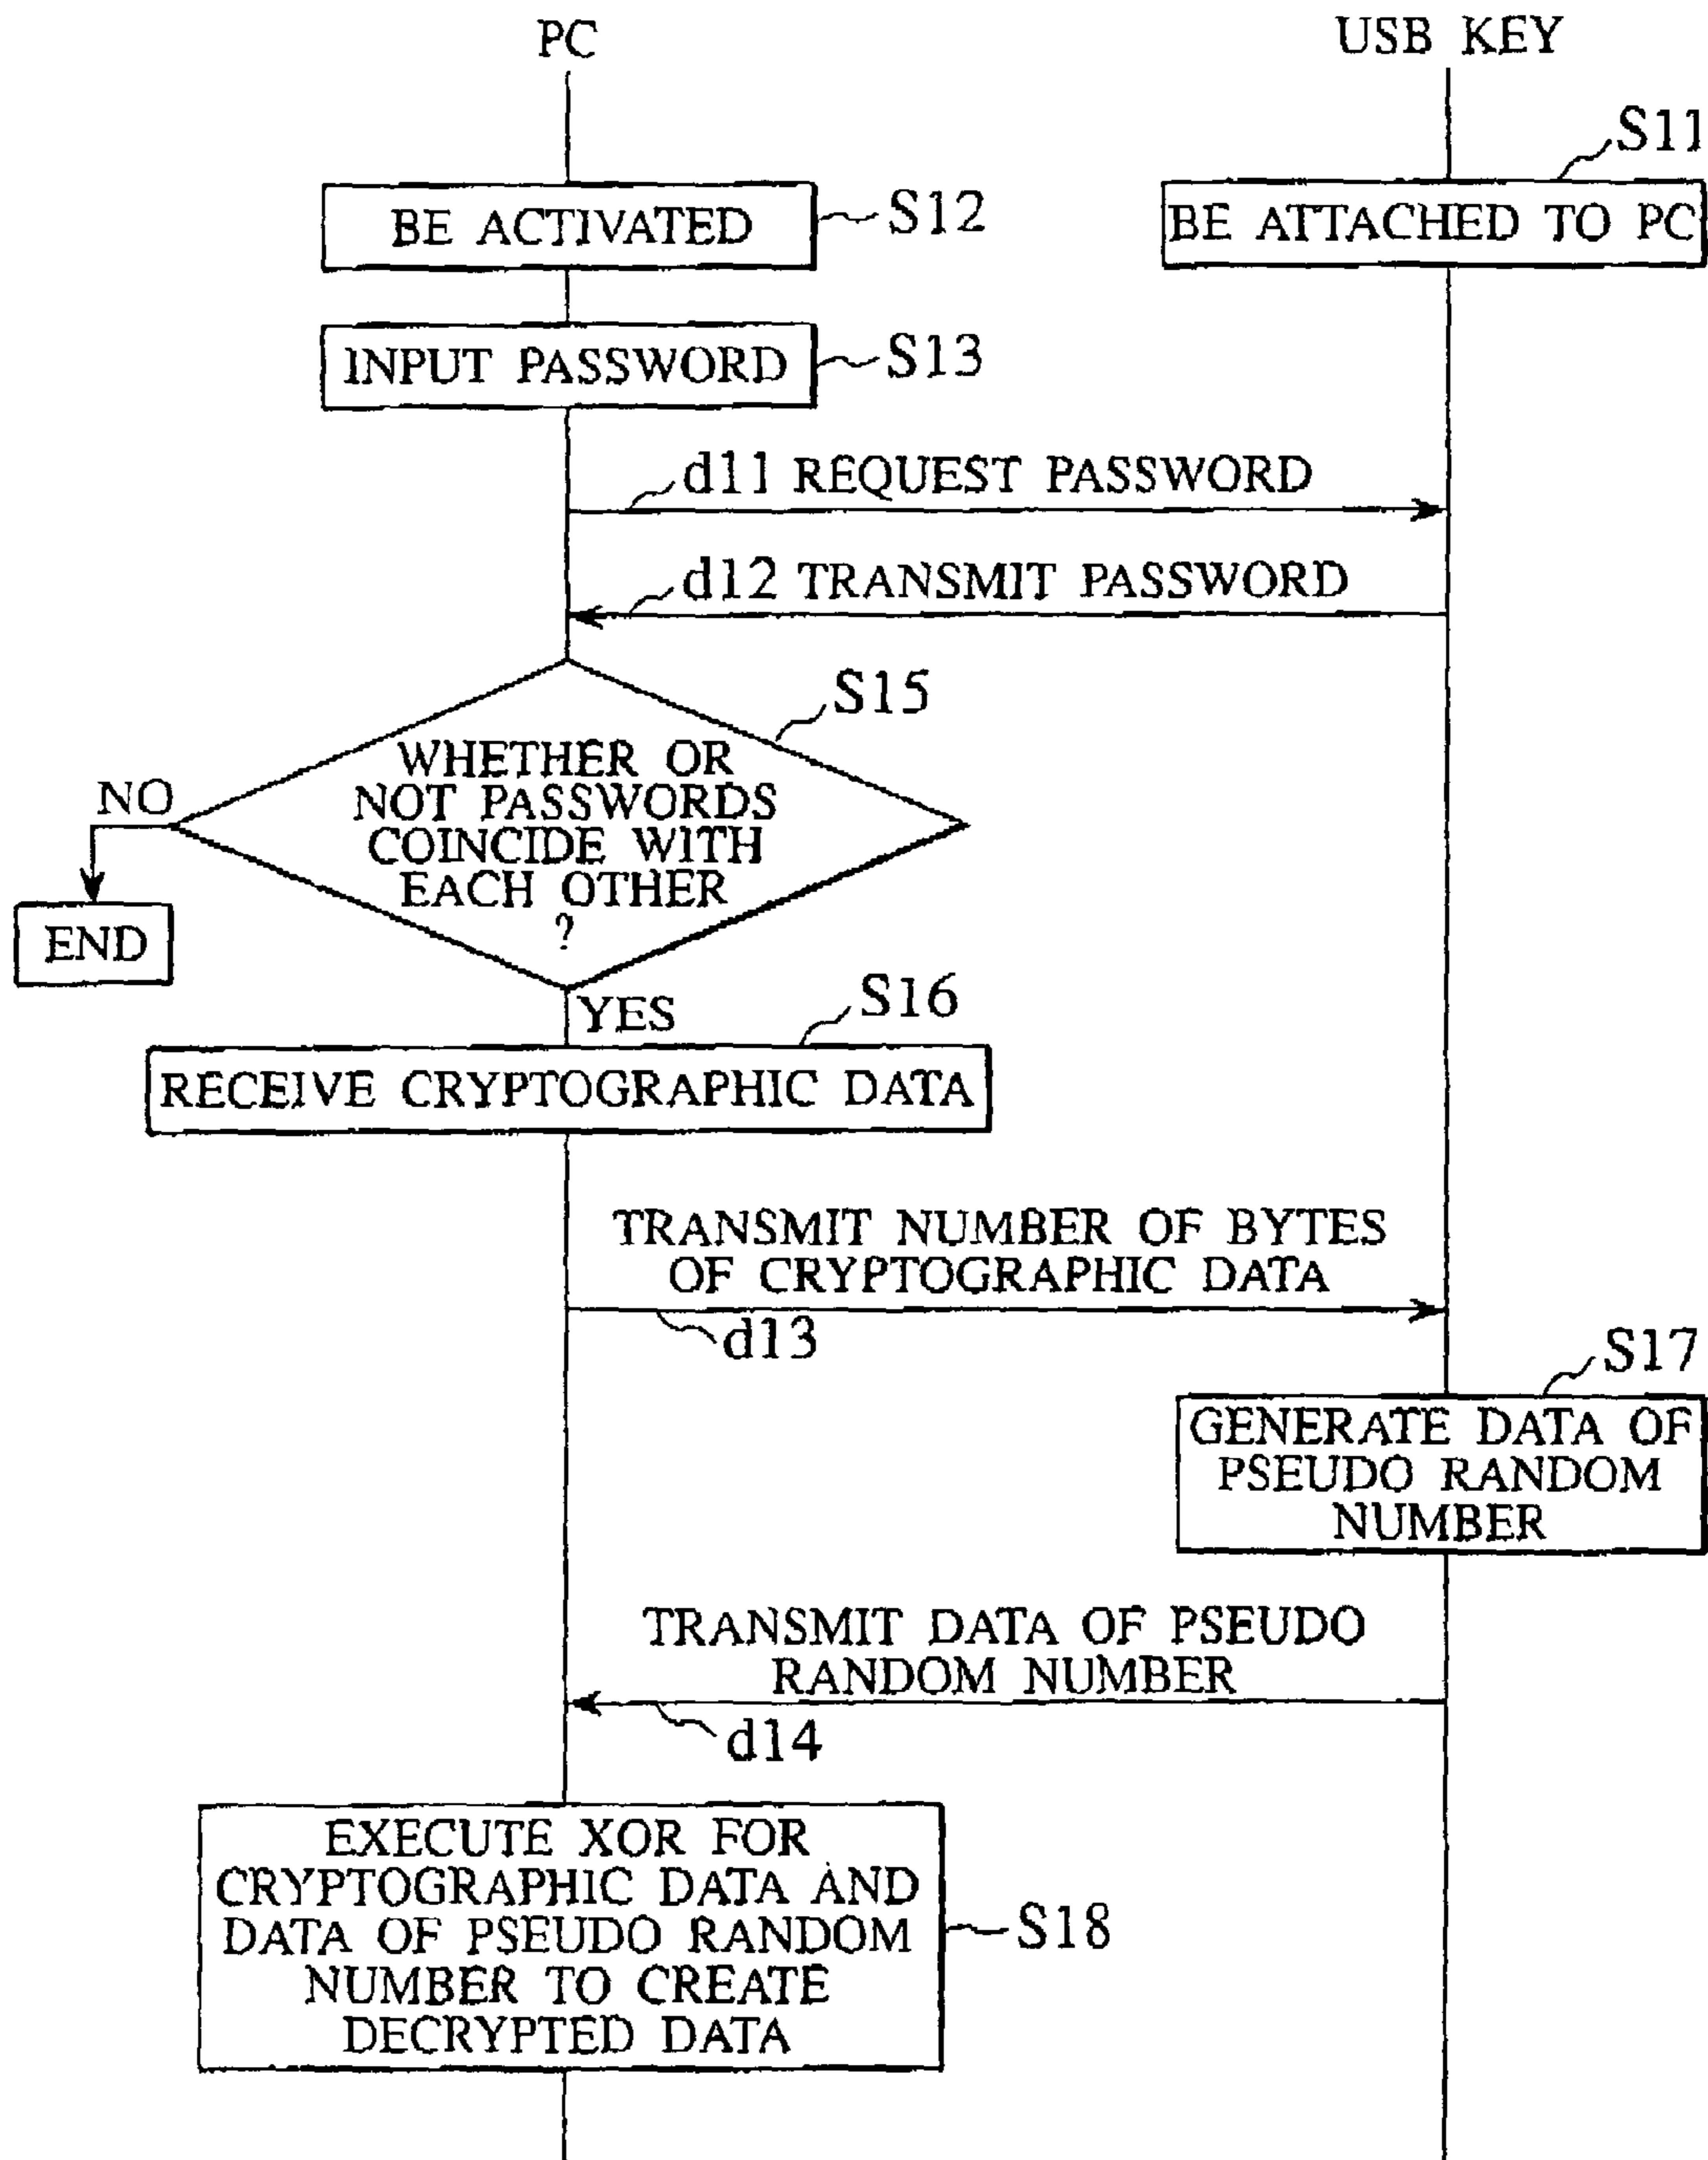 PC
USB KEY
S11
BE ACTIVATED
S12
BE ATTACHED TO PC
INPUT PASSWORD
S13
d11 REQUEST PASSWORD
d12 TRANSMIT PASSWORD
S15
WHETHER OR
NOT PASSWORDS
COINCIDE WITH
EACH OTHER
?
NO
END
YES
S16
RECEIVE CRYPTOGRAPHIC DATA
TRANSMIT NUMBER OF BYTES
OF CRYPTOGRAPHIC DATA
d13
S17
GENERATE DATA OF
PSEUDO RANDOM
NUMBER
TRANSMIT DATA OF PSEUDO
RANDOM NUMBER
d14
EXECUTE XOR FOR
CRYPTOGRAPHIC DATA AND
DATA OF PSEUDO RANDOM
NUMBER TO CREATE
DECRYPTED DATA
S18